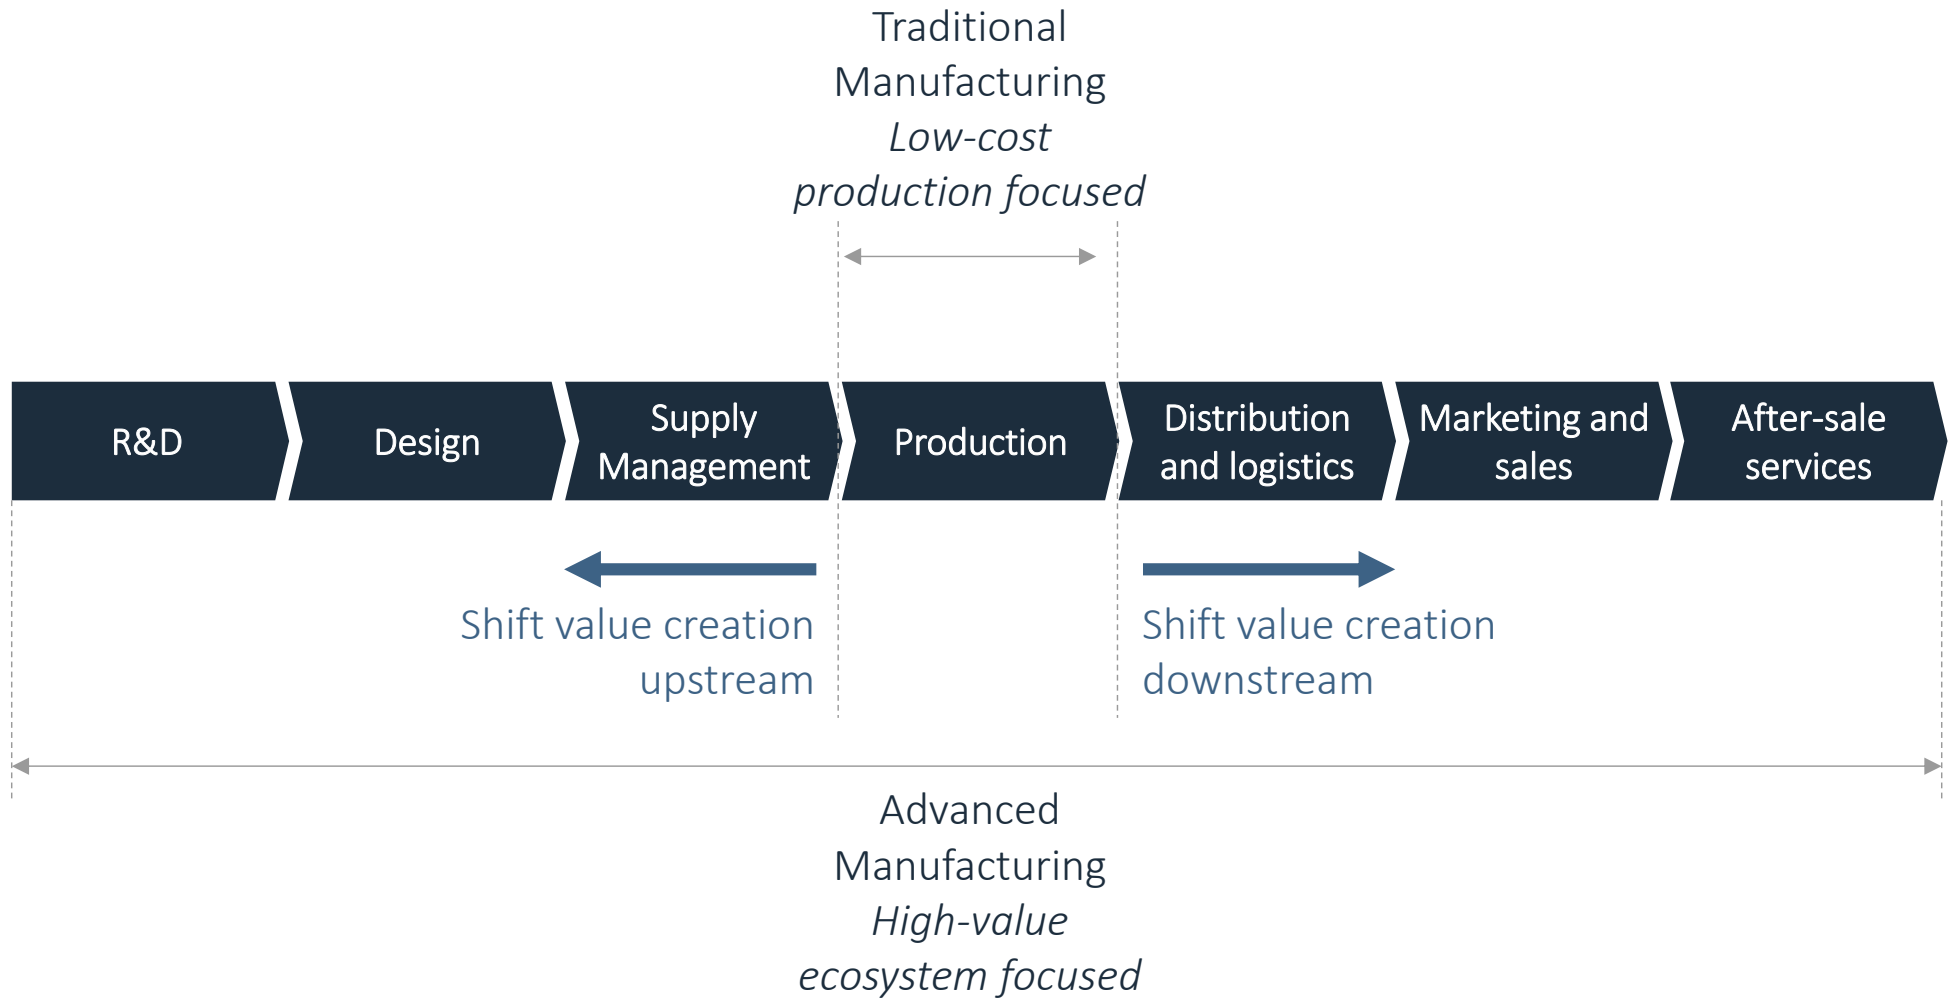 Traditional
Manufacturing
Low-cost
production focused
R&D
Design
Supply
Management
Production
Distribution
and logistics
Marketing and
sales
After-sale
services
Shift value creation
upstream
Shift value creation
downstream
Advanced
Manufacturing
High-value
ecosystem focused